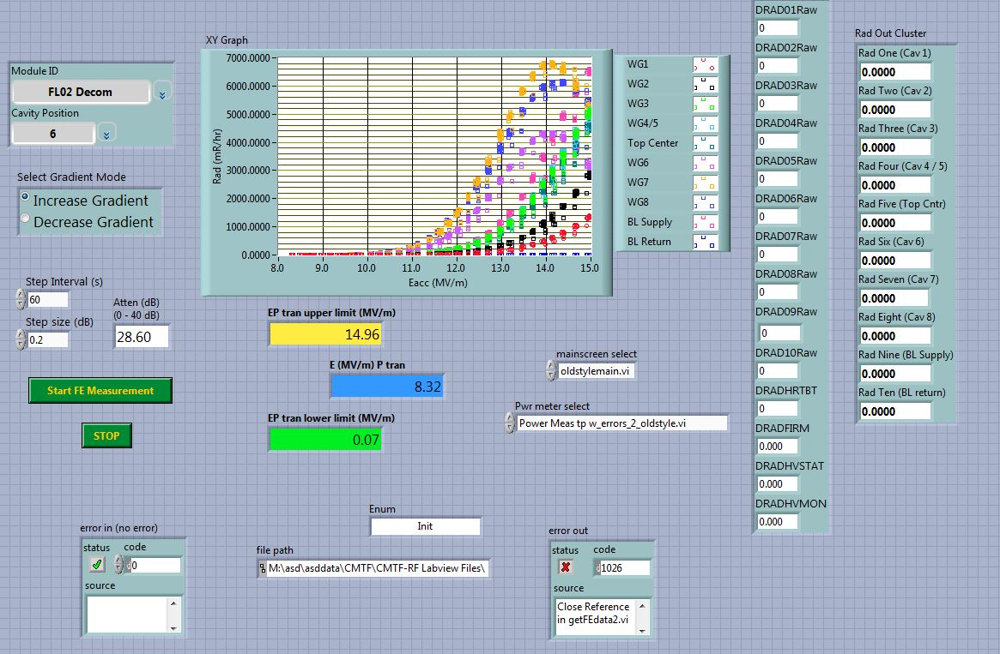 Module ID
FL02 Decom
Cavity Position
6
Select Gradient Mode
Increase Gradient
Decrease Gradient
Step Interval (s)
60
Step size (dB)
0.2
Atten (dB)
(0 - 40 dB)
28.60
Start FE Measurement
STOP
XY Graph
Rad (mR/hr)
7000.0000
6000.0000
5000.0000
4000.0000
3000.0000
2000.0000
1000.0000
0.0000
8.0 9.0 10.0 11.0 12.0 13.0 14.0 15.0
Eacc (MV/m)
WG1
WG2
WG3
WG4/5
Top Center
WG6
WG7
WG8
BL Supply
BL Return
EP tran upper limit (MV/m)
14.96
E (MV/m) P tran
8.32
EP tran lower limit (MV/m)
0.07
mainscreen select
oldstylemain.vi
Pwr meter select
Power Meas tp w_errors_2_oldstyle.vi
Enum
Init
error in (no error)
status code
d0
source
file path
M:\asd\asddata\CMTF\CMTF-RF Labview Files\
error out
status code
d1026
source
Close Reference
in getFEdata2.vi
DRAD01Raw
0
DRAD02Raw
0
DRAD03Raw
0
DRAD04Raw
0
DRAD05Raw
0
DRAD06Raw
0
DRAD07Raw
0
DRAD08Raw
0
DRAD09Raw
0
DRAD10Raw
0
DRADHRTBT
0
DRADFIRM
0.000
DRADHVSTAT
0.000
DRADHVMON
0.000
Rad Out Cluster
Rad One (Cav 1)
0.0000
Rad Two (Cav 2)
0.0000
Rad Three (Cav 3)
0.0000
Rad Four (Cav 4 / 5)
0.0000
Rad Five (Top Cntr)
0.0000
Rad Six (Cav 6)
0.0000
Rad Seven (Cav 7)
0.0000
Rad Eight (Cav 8)
0.0000
Rad Nine (BL Supply)
0.0000
Rad Ten (BL return)
0.0000